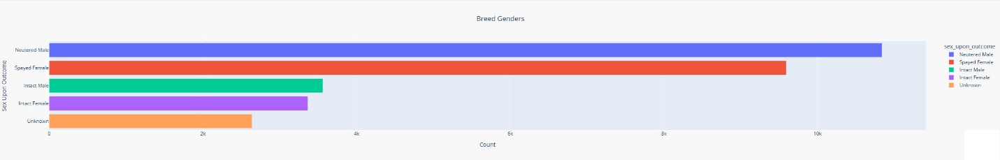 Breed Genders
Sex Upon Outcome
Neutered Male
Spayed Female
Intact Male
Intact Female
Unknown
0 2k 4k 6k 8k 10k
Count
sex_upon_outcome
Neutered Male
Spayed Female
Intact Male
Intact Female
Unknown